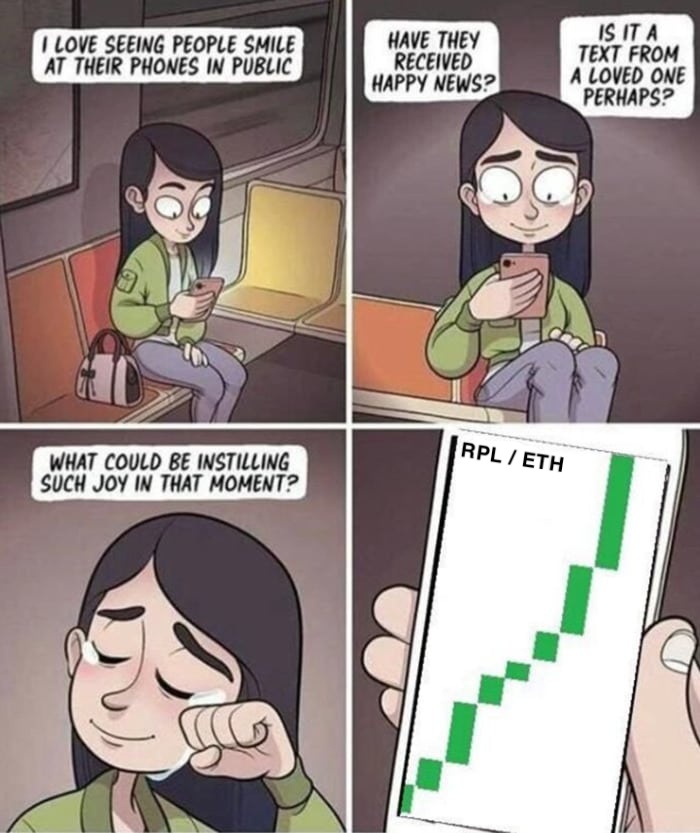 I LOVE SEEING PEOPLE SMILE
AT THEIR PHONES IN PUBLIC
HAVE THEY
RECEIVED
HAPPY NEWS?
IS IT A
TEXT FROM
A LOVED ONE
PERHAPS?
WHAT COULD BE INSTILLING
SUCH JOY IN THAT MOMENT?
RPL / ETH